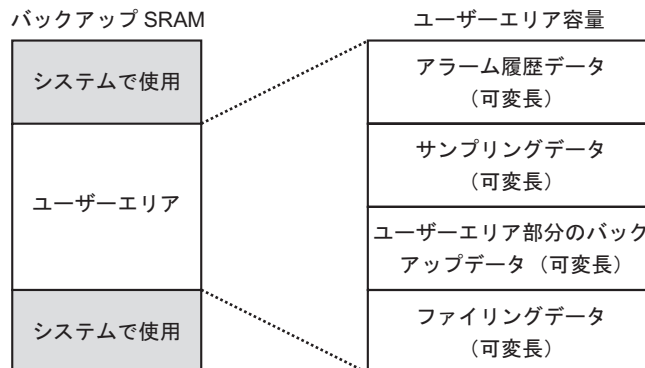 バックアップ SRAM
システムで使用
ユーザーエリア
システムで使用
ユーザーエリア容量
アラーム履歴データ
（可変長）
サンプリングデータ
（可変長）
ユーザーエリア部分のバック
アップデータ（可変長）
ファイリングデータ
（可変長）